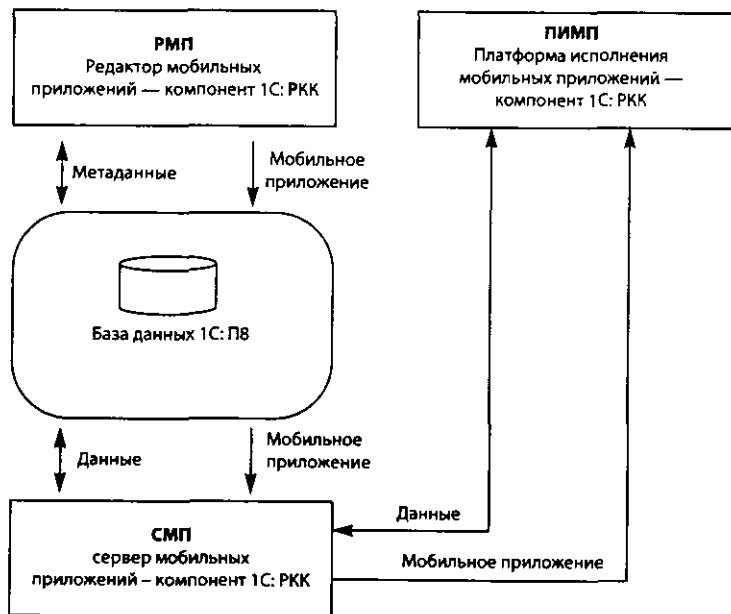 РМП
Редактор мобильных
приложений — компонент 1С: РКК
ПИМП
Платформа исполнения
мобильных приложений —
компонент 1С: РКК
Метаданные
Мобильное
приложение
База данных 1С: П8
Данные
Мобильное
приложение
СМП
сервер мобильных
приложений – компонент 1С: РКК
Данные
Мобильное приложение